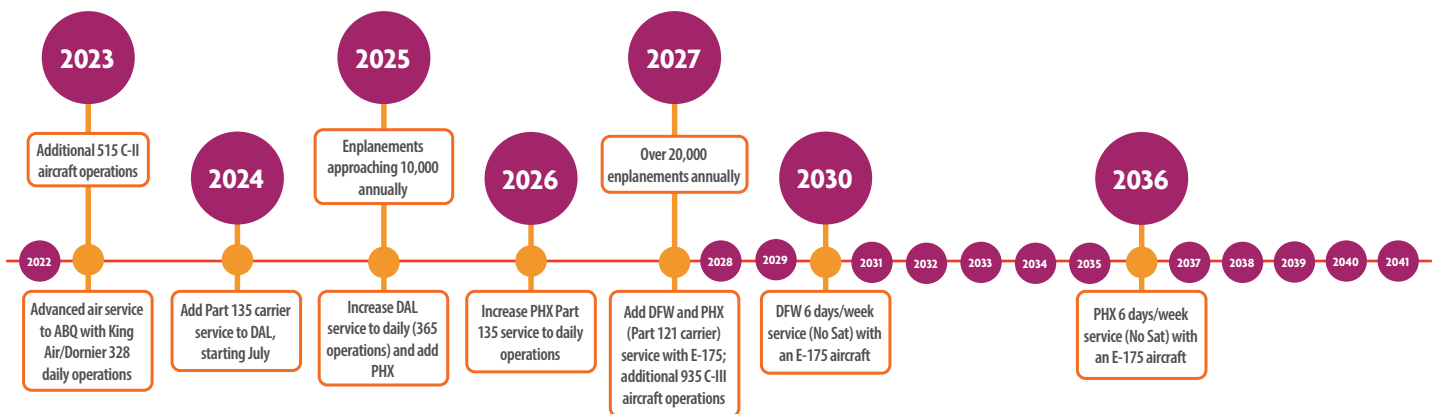 2023
2025
2027
Additional 515 C-II
aircraft operations
Enplanements
approaching 10,000
annually
Over 20,000
enplanements annually
2024
2026
2030
2036
2022
2028
2029
2031
2032
2033
2034
2035
2037
2038
2039
2040
2041
Advanced air service
to ABQ with King
Air/Dornier 328
daily operations
Add Part 135 carrier
service to DAL,
starting July
Increase DAL
service to daily (365
operations) and add
PHX
Increase PHX Part
135 service to daily
operations
Add DFW and PHX
(Part 121 carrier)
service with E-175;
additional 935 C-III
aircraft operations
DFW 6 days/week
service (No Sat) with
an E-175 aircraft
PHX 6 days/week
service (No Sat) with
an E-175 aircraft